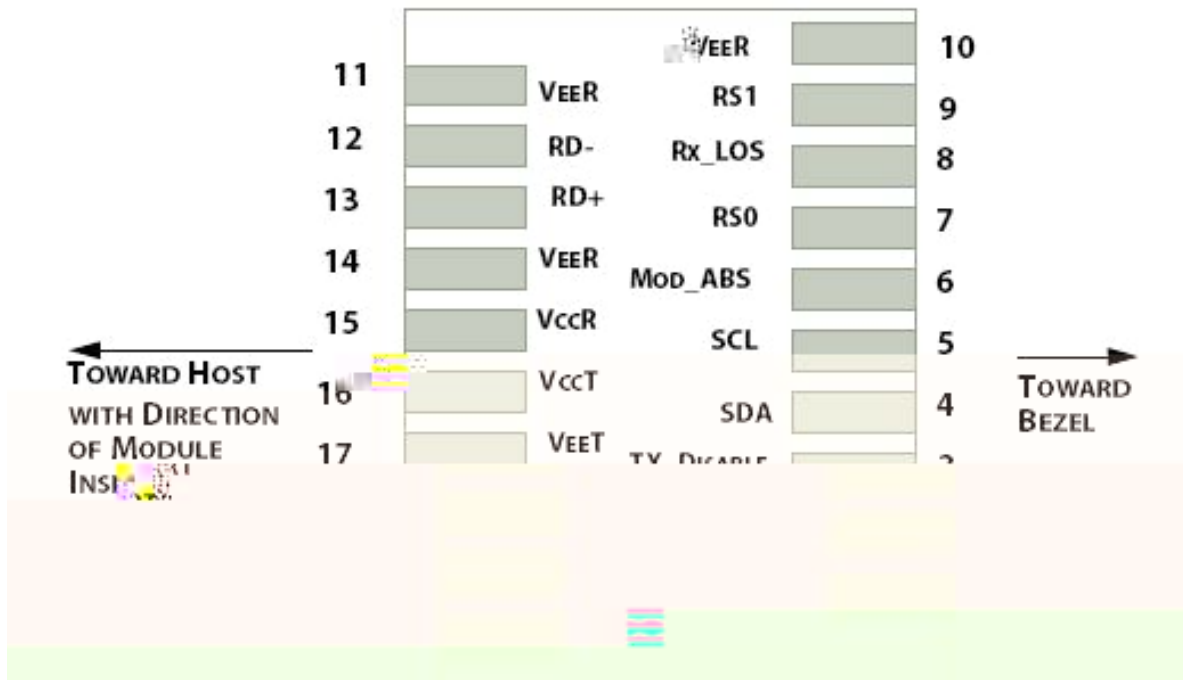 VEER 10
11 VEER
RS1 9
12 RD-
Rx_LOS 8
13 RD+
RS0 7
14 VEER
Mod_ABS 6
15 VccR
SCL 5
TOWARD HOST
WITH DIRECTION
OF MODULE
16 VccT
SDA 4
TOWARD
BEZEL
17 VEET